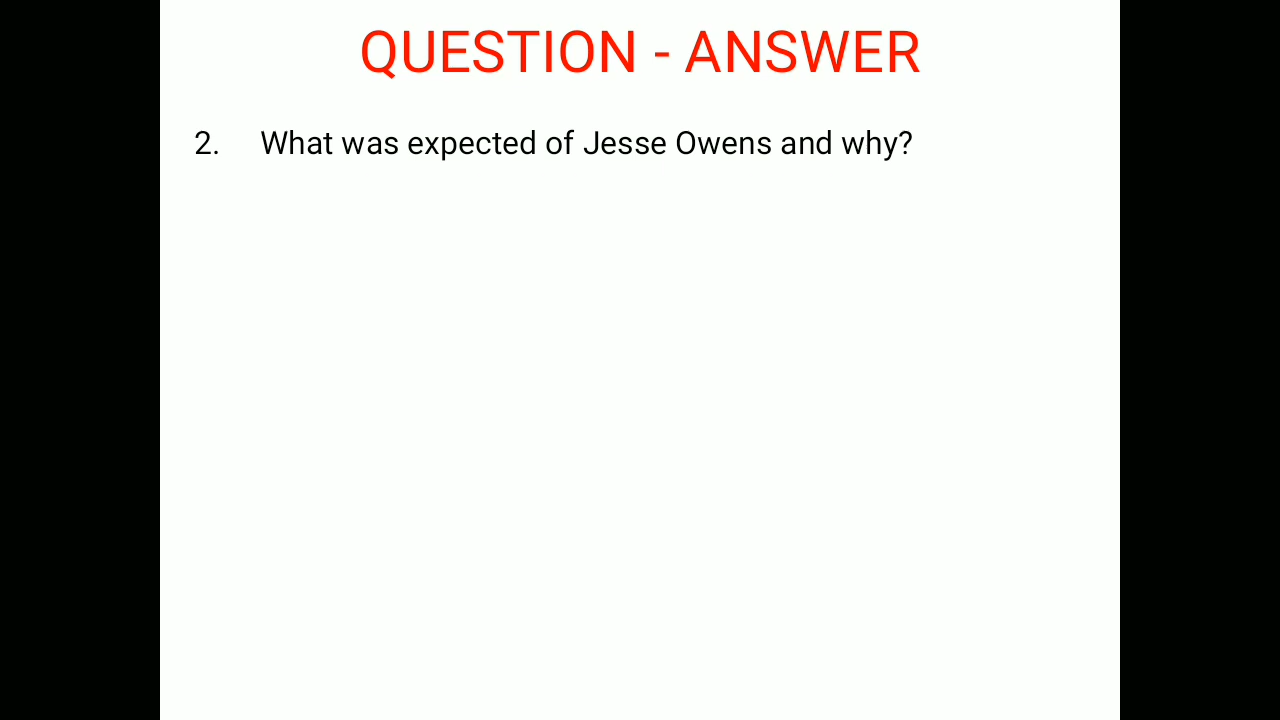 QUESTION - ANSWER
2. What was expected of Jesse Owens and why?